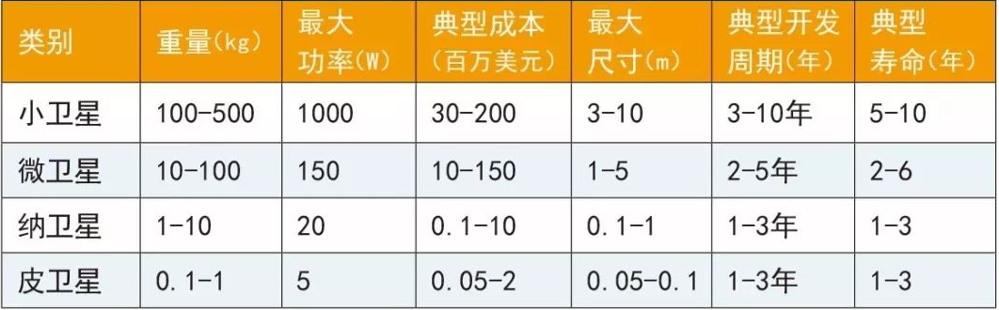 类别 重量(kg) 最大功率(W) 典型成本(百万美元) 最大尺寸(m) 典型开发周期(年) 典型寿命(年)
小卫星 100-500 1000 30-200 3-10 3-10年 5-10
微卫星 10-100 150 10-150 1-5 2-5年 2-6
纳卫星 1-10 20 0.1-10 0.1-1 1-3年 1-3
皮卫星 0.1-1 5 0.05-2 0.05-0.1 1-3年 1-3